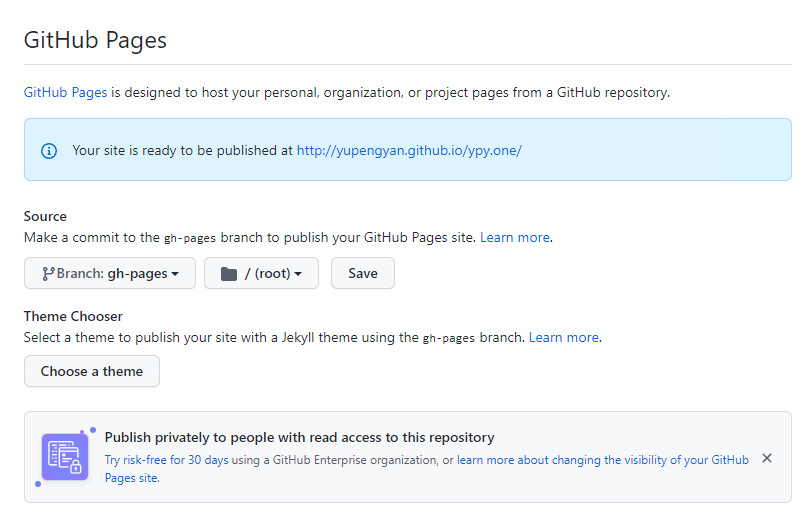 GitHub Pages
GitHub Pages is designed to host your personal, organization, or project pages from a GitHub repository.
Your site is ready to be published at http://yupengyan.github.io/ypy.one/
Source
Make a commit to the gh-pages branch to publish your GitHub Pages site. Learn more.
Branch: gh-pages / (root) Save
Theme Chooser
Select a theme to publish your site with a Jekyll theme using the gh-pages branch. Learn more.
Choose a theme
Publish privately to people with read access to this repository
Try risk-free for 30 days using a GitHub Enterprise organization, or learn more about changing the visibility of your GitHub
Pages site.